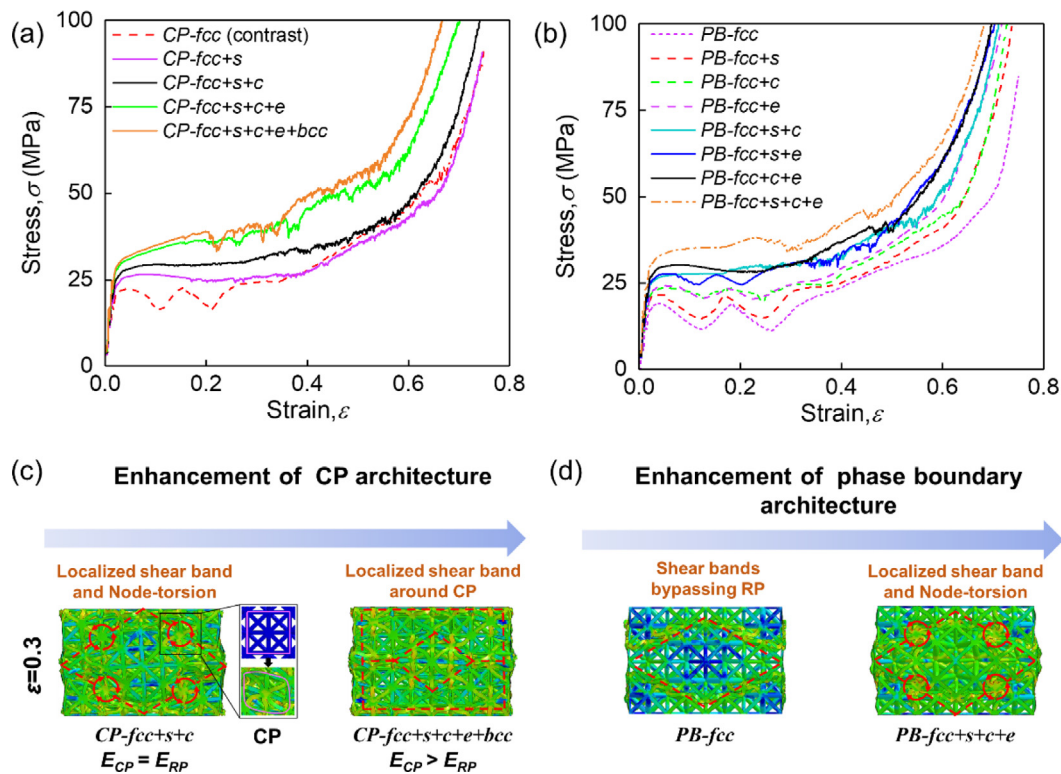 (a)
100
75
50
25
0
Stress, σ (MPa)
CP-fcc (contrast)
CP-fcc+s
CP-fcc+s+c
CP-fcc+s+c+e
CP-fcc+s+c+e+bcc
0.0 0.2 0.4 0.6 0.8
Strain,ε
(b)
100
75
50
25
0
Stress, σ (MPa)
PB-fcc
PB-fcc+s
PB-fcc+c
PB-fcc+e
PB-fcc+s+c
PB-fcc+s+e
PB-fcc+c+e
PB-fcc+s+c+e
0.0 0.2 0.4 0.6 0.8
Strain,ε
(c)
Enhancement of CP architecture
Localized shear band
and Node-torsion
Localized shear band
around CP
ε=0.3
CP-fcc+s+c
E_CP = E_RP
CP
CP-fcc+s+c+e+bcc
E_CP > E_RP
(d)
Enhancement of phase boundary
architecture
Shear bands
bypassing RP
Localized shear band
and Node-torsion
PB-fcc
PB-fcc+s+c+e